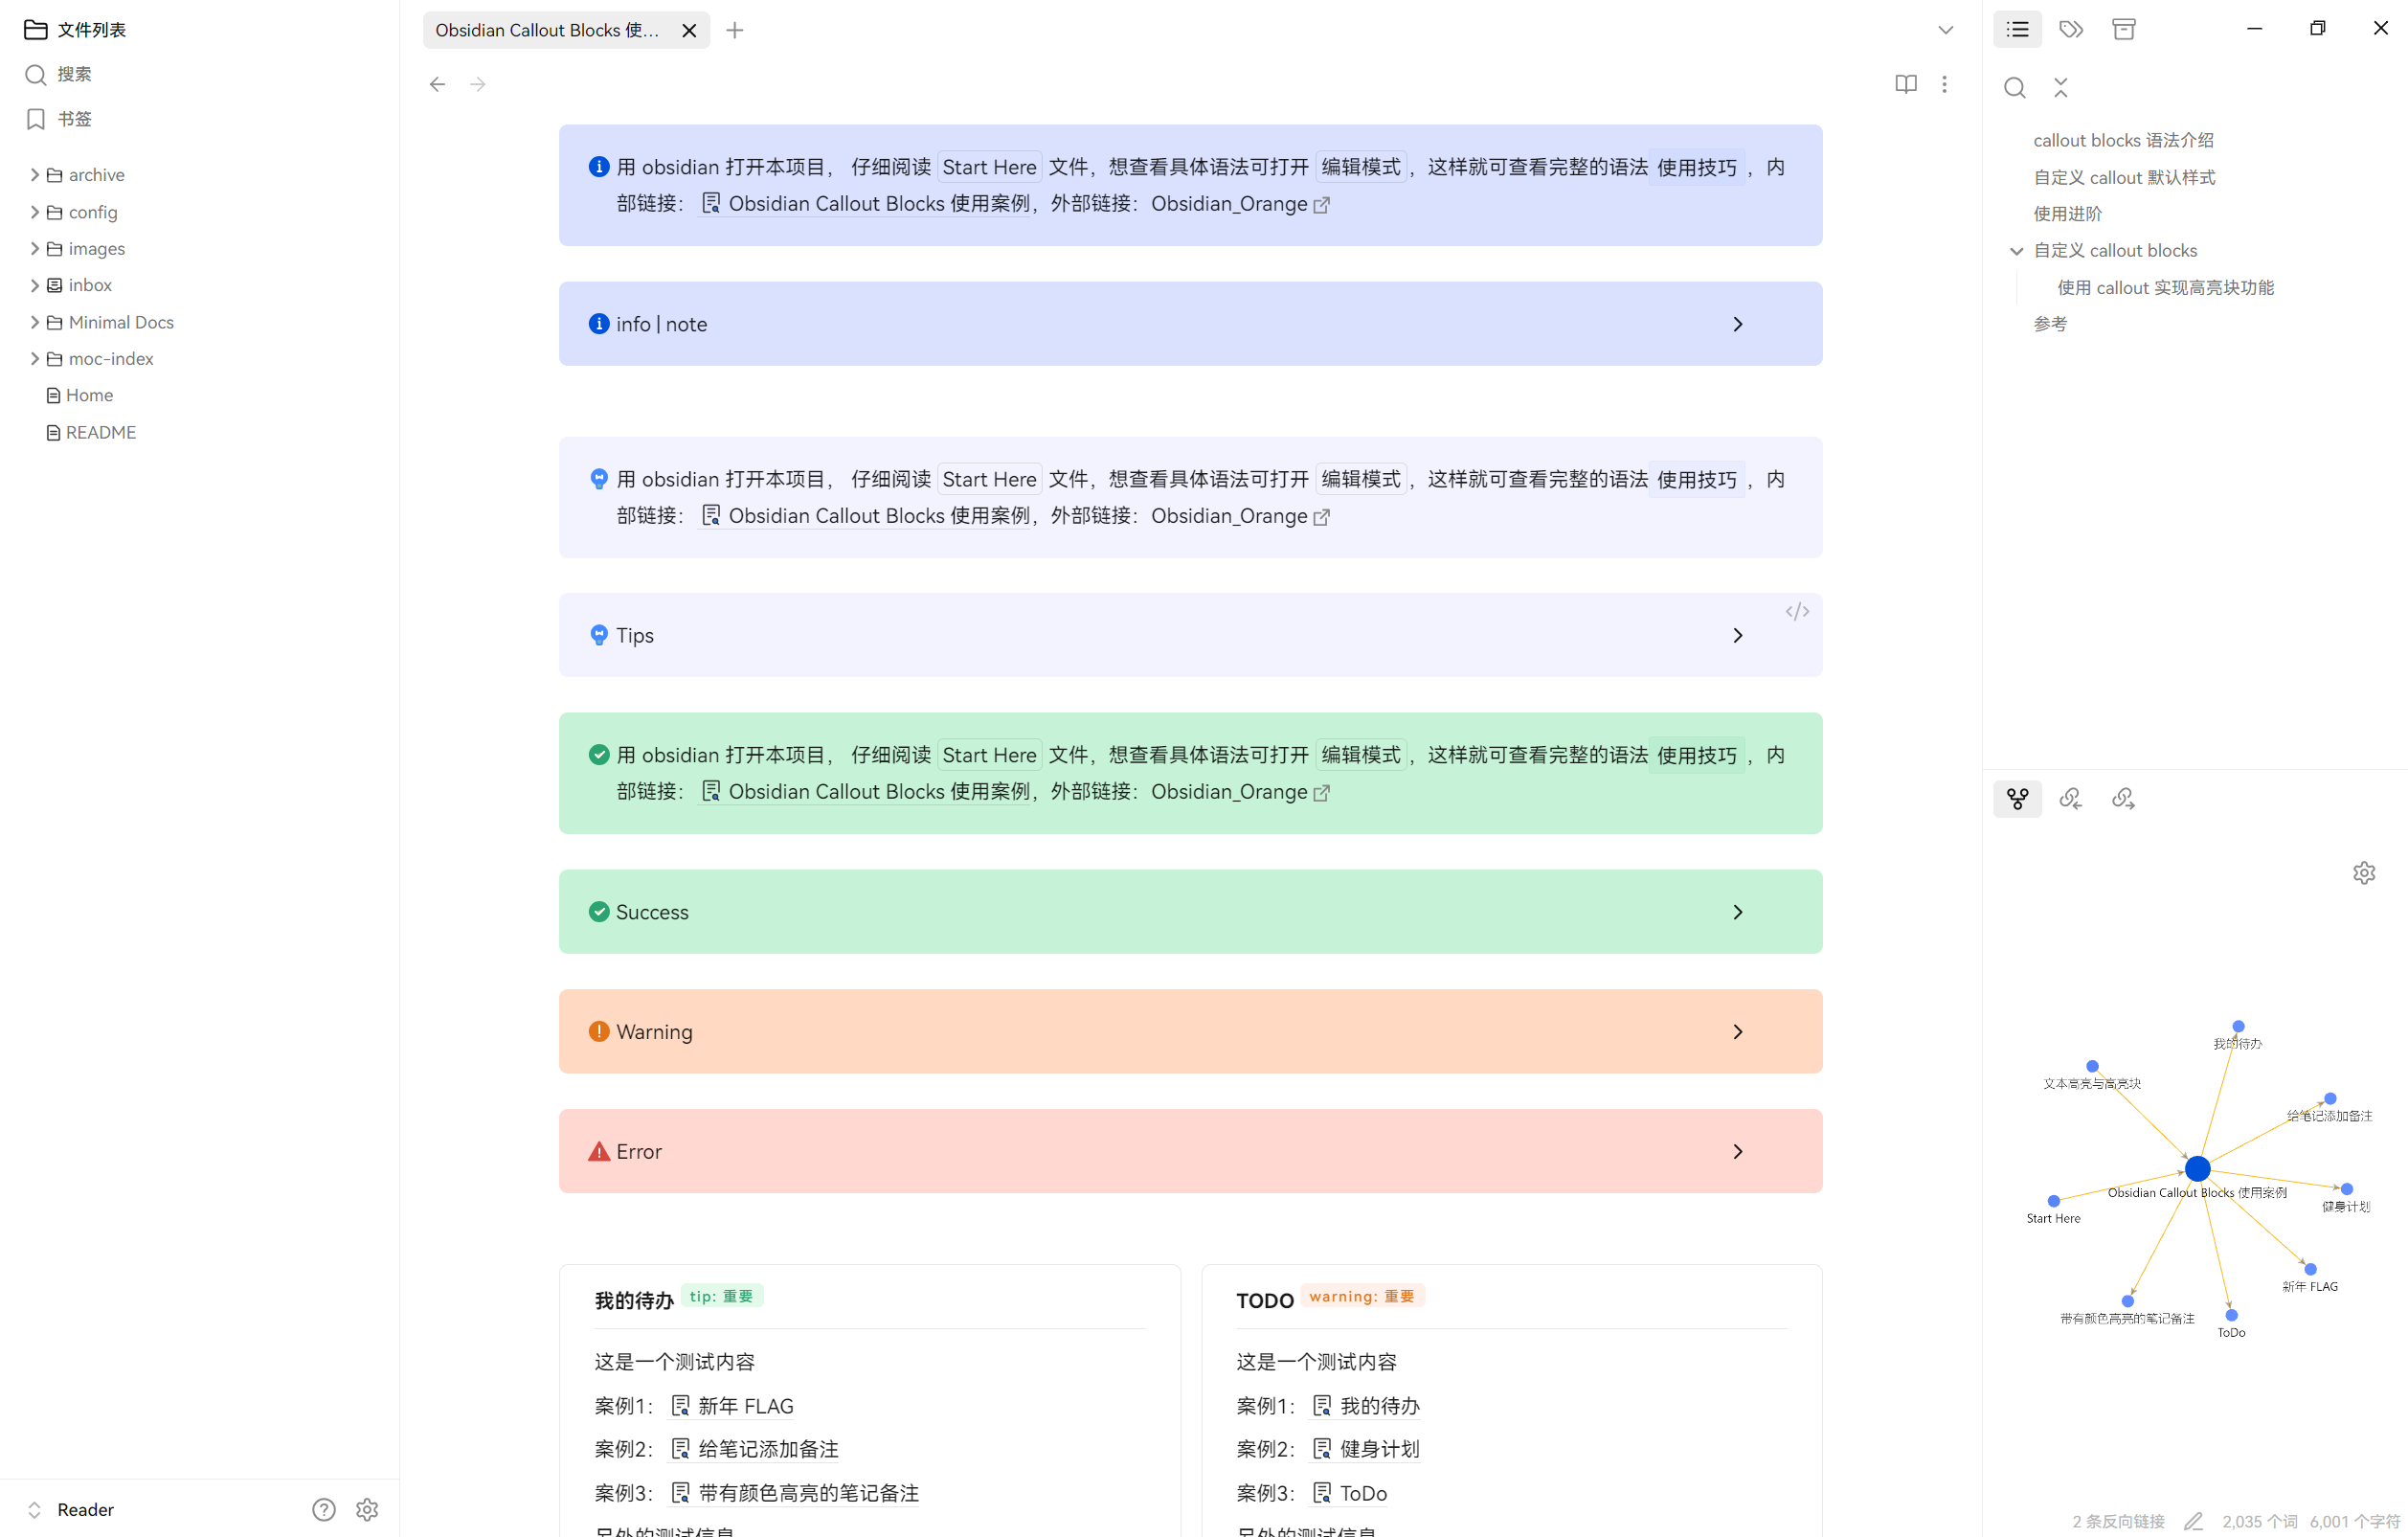 文件列表
搜索
书签
archive
config
images
inbox
Minimal Docs
moc-index
Home
README
Reader
Obsidian Callout Blocks 使...
用 obsidian 打开本项目， 仔细阅读 Start Here 文件，想查看具体语法可打开 编辑模式，这样就可查看完整的语法 使用技巧，内
部链接： Obsidian Callout Blocks 使用案例，外部链接：Obsidian_Orange
info | note
用 obsidian 打开本项目， 仔细阅读 Start Here 文件，想查看具体语法可打开 编辑模式，这样就可查看完整的语法 使用技巧，内
部链接： Obsidian Callout Blocks 使用案例，外部链接：Obsidian_Orange
Tips
用 obsidian 打开本项目， 仔细阅读 Start Here 文件，想查看具体语法可打开 编辑模式，这样就可查看完整的语法 使用技巧，内
部链接： Obsidian Callout Blocks 使用案例，外部链接：Obsidian_Orange
Success
Warning
Error
我的待办 tip: 重要
这是一个测试内容
案例1： 新年 FLAG
案例2： 给笔记添加备注
案例3： 带有颜色高亮的笔记备注
另外的测试信息
TODO warning: 重要
这是一个测试内容
案例1： 我的待办
案例2： 健身计划
案例3： ToDo
另外的测试信息
callout blocks 语法介绍
自定义 callout 默认样式
使用进阶
自定义 callout blocks
使用 callout 实现高亮块功能
参考
我的待办
文本高亮与高亮块
给笔记添加备注
Obsidian Callout Blocks 使用案例
健身计划
Start Here
新年 FLAG
带有颜色高亮的笔记备注
ToDo
2 条反向链接 2,035 个词 6,001 个字符